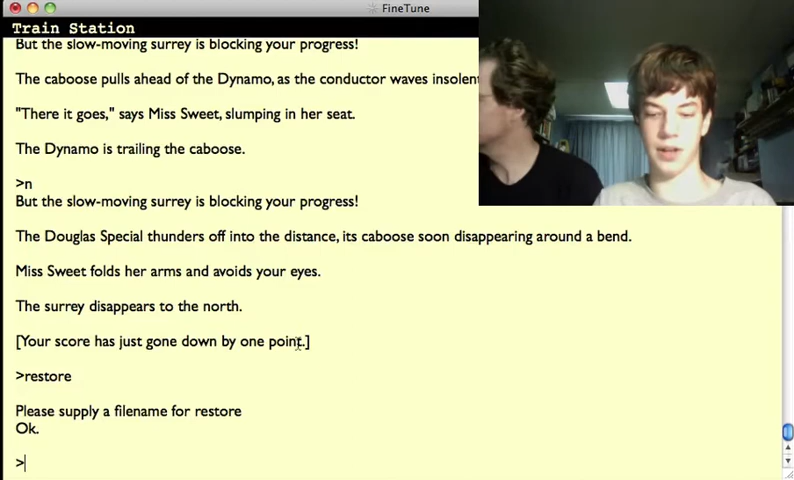 FineTune
Train Station
But the slow-moving surrey is blocking your progress!
The caboose pulls ahead of the Dynamo, as the conductor waves insolen
"There it goes," says Miss Sweet, slumping in her seat.
The Dynamo is trailing the caboose.
>n
But the slow-moving surrey is blocking your progress!
The Douglas Special thunders off into the distance, its caboose soon disappearing around a bend.
Miss Sweet folds her arms and avoids your eyes.
The surrey disappears to the north.
[Your score has just gone down by one point.]
>restore
Please supply a filename for restore
Ok.
>